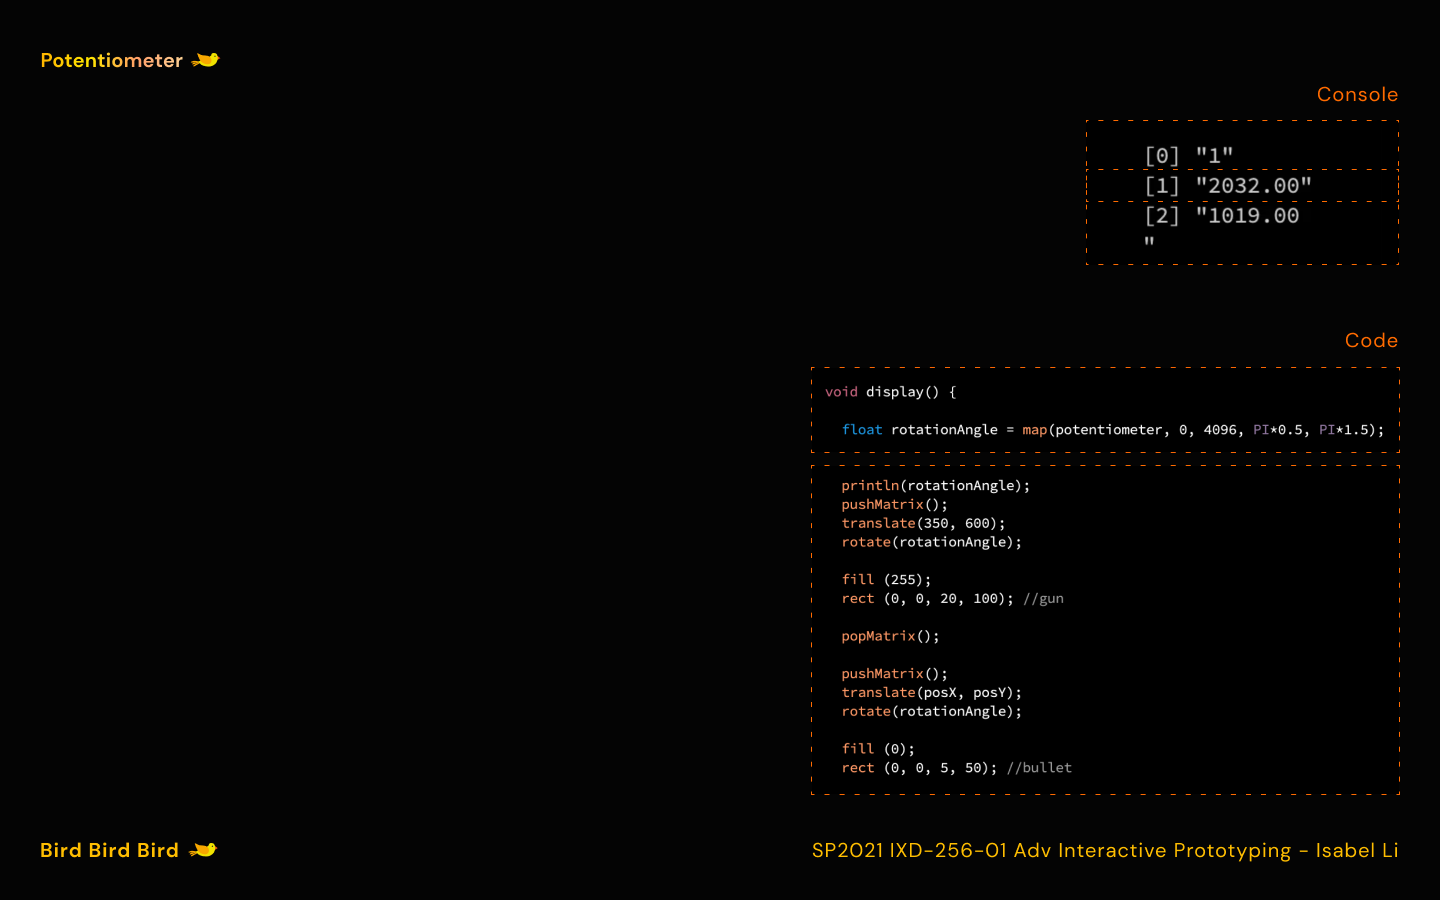 Potentiometer
Console
[0] "1"
[1] "2032.00"
[2] "1019.00
"
Code
void display() {
float rotationAngle = map(potentiometer, 0, 4096, PI*0.5, PI*1.5);
println(rotationAngle);
pushMatrix();
translate(350, 600);
rotate(rotationAngle);
fill (255);
rect (0, 0, 20, 100); //gun
popMatrix();
pushMatrix();
translate(posX, posY);
rotate(rotationAngle);
fill (0);
rect (0, 0, 5, 50); //bullet
Bird Bird Bird
SP2021 IXD-256-01 Adv Interactive Prototyping - Isabel Li